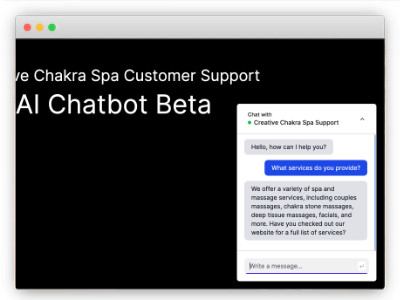 ve Chakra Spa Customer Support
AI Chatbot Beta
Chat with
Creative Chakra Spa Support
Hello, how can I help you?
What services do you provide?
We offer a variety of spa and
massage services, including couples
massages, chakra stone massages,
deep tissue massages, facials, and
more. Have you checked out our
website for a full list of services?
Write a message...